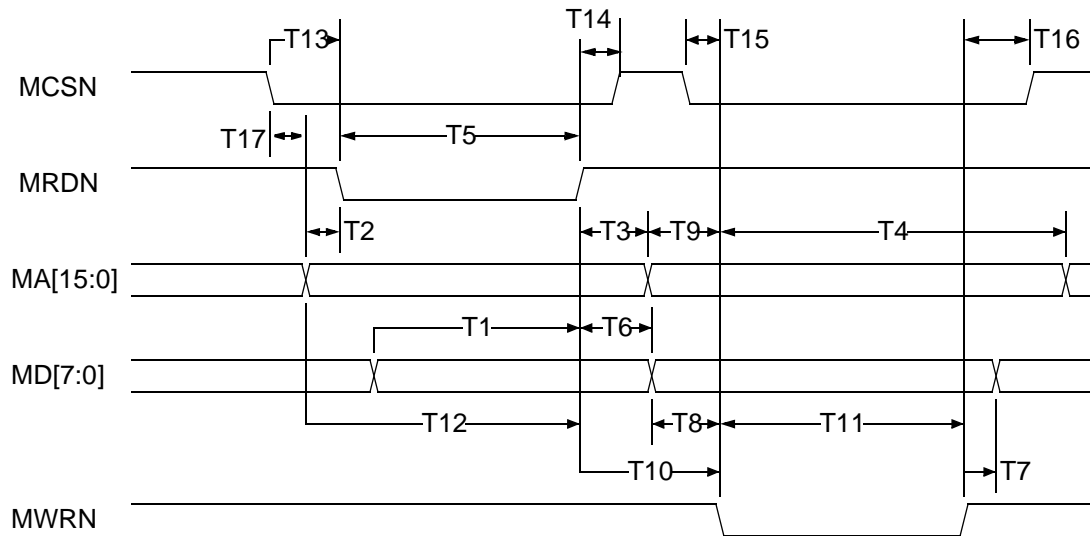 T13 T14 T15 T16
MCSN
T17 T5
MRDN
T2 T3 T9 T4
MA[15:0]
T1 T6
MD[7:0]
T12 T8 T11
T10 T7
MWRN